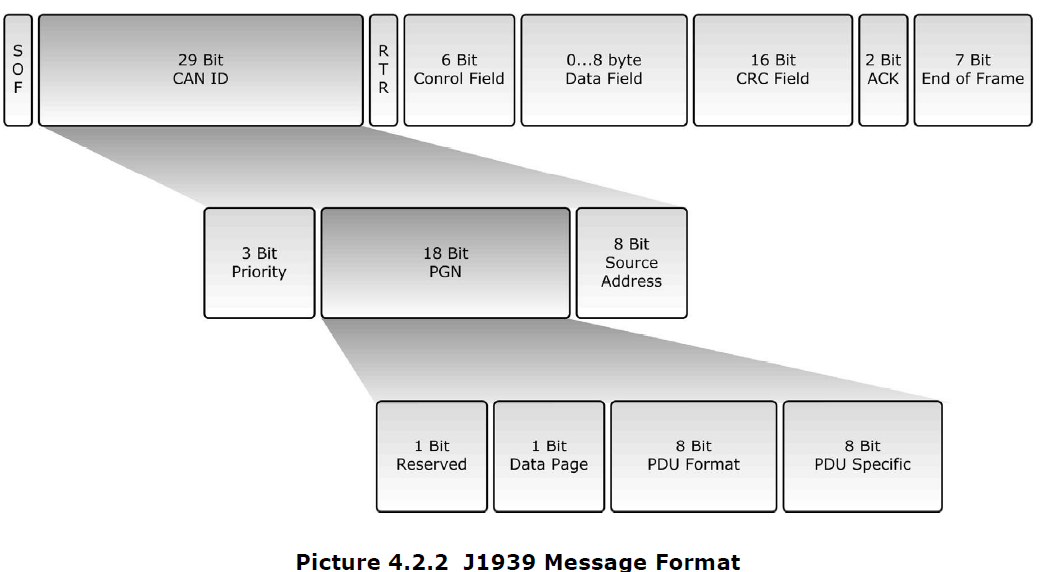 SOF
29 Bit
CAN ID
RTR
6 Bit
Conrol Field
0...8 byte
Data Field
16 Bit
CRC Field
2 Bit
ACK
7 Bit
End of Frame
3 Bit
Priority
18 Bit
PGN
8 Bit
Source
Address
1 Bit
Reserved
1 Bit
Data Page
8 Bit
PDU Format
8 Bit
PDU Specific
Picture 4.2.2 J1939 Message Format